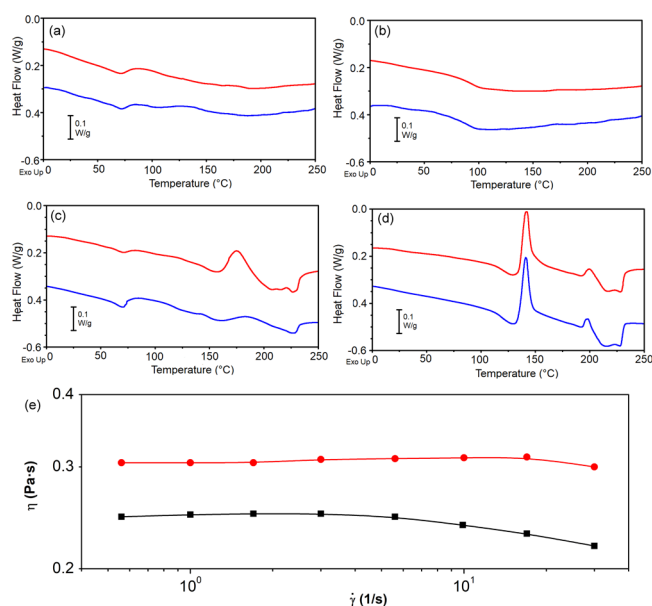 (a)
0.0
0.2
0.4
-0.6
Heat Flow (W/g)
0.1
W/g
Exo Up
0
50
100
150
200
250
Temperature (°C)
(b)
0.0
0.2
0.4
-0.6
Heat Flow (W/g)
0.1
W/g
Exo Up
0
50
100
150
200
250
Temperature (°C)
(c)
0.0
0.2
0.4
-0.6
Heat Flow (W/g)
0.1
W/g
Exo Up
0
50
100
150
200
250
Temperature (°C)
(d)
0.0
0.2
0.4
-0.6
Heat Flow (W/g)
0.1
W/g
Exo Up
0
50
100
150
200
250
Temperature (°C)
(e)
0.4
0.3
0.2
η (Pa·s)
10⁰
10¹
γ̇ (1/s)